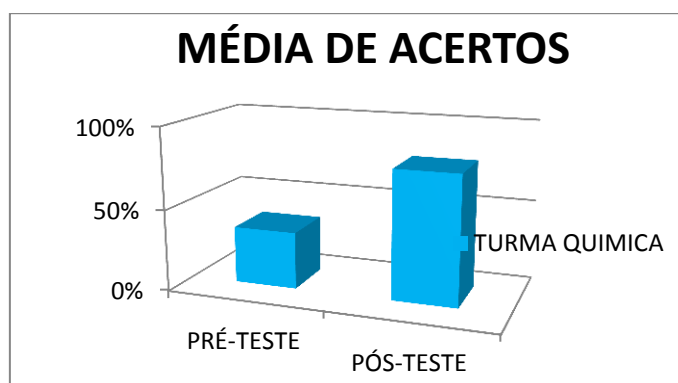 MÉDIA DE ACERTOS
100%
50%
0%
TURMA QUIMICA
PRÉ-TESTE
PÓS-TESTE